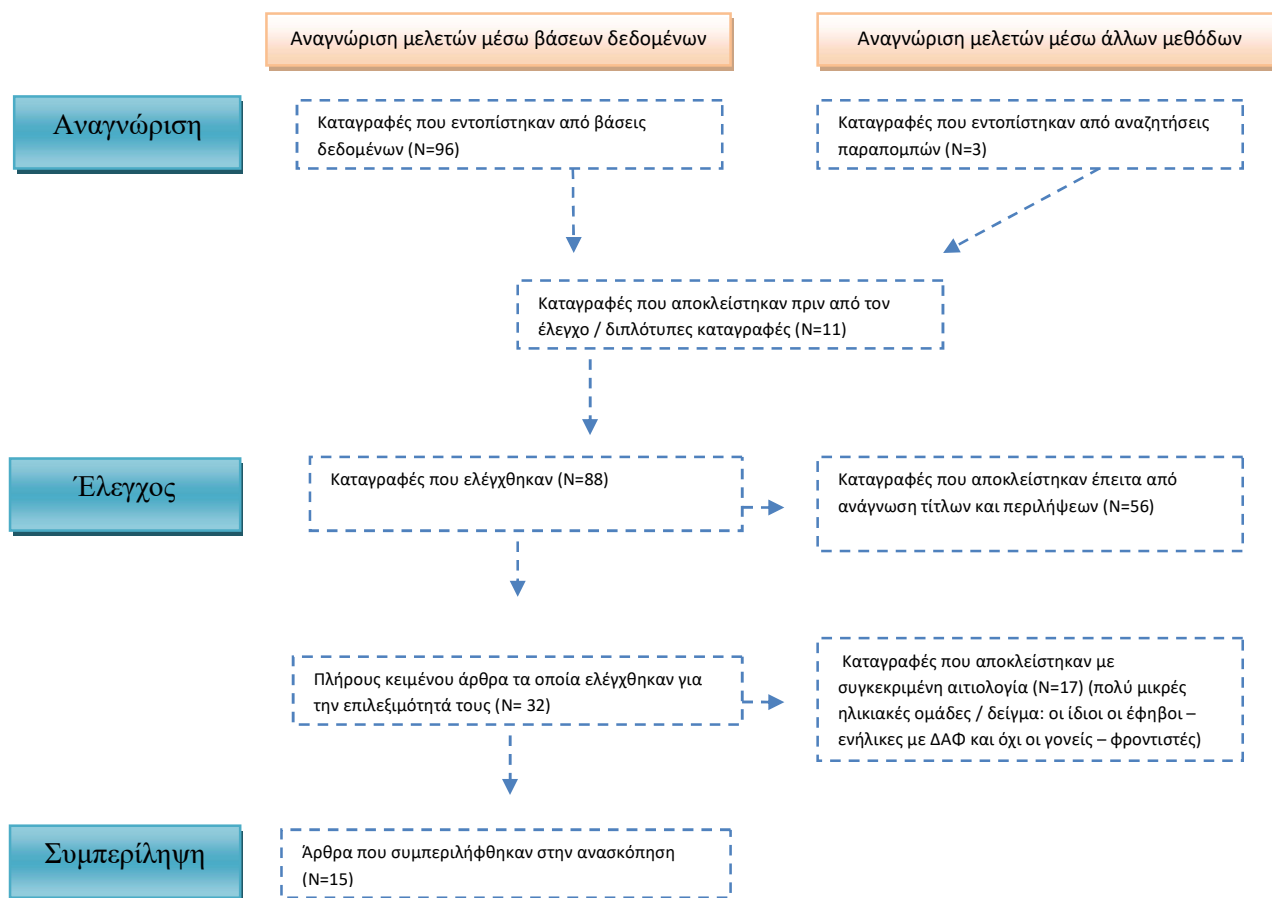 Αναγνώριση μελετών μέσω βάσεων δεδομένων
Αναγνώριση μελετών μέσω άλλων μεθόδων
Αναγνώριση
Καταγραφές που εντοπίστηκαν από βάσεις
δεδομένων (N=96)
Καταγραφές που εντοπίστηκαν από αναζητήσεις
παραπομπών (N=3)
Καταγραφές που αποκλείστηκαν πριν από τον
έλεγχο / διπλότυπες καταγραφές (N=11)
Έλεγχος
Καταγραφές που ελέγχθηκαν (N=88)
Καταγραφές που αποκλείστηκαν έπειτα από
ανάγνωση τίτλων και περιλήψεων (N=56)
Πλήρους κειμένου άρθρα τα οποία ελέγχθηκαν για
την επιλεξιμότητά τους (N= 32)
Καταγραφές που αποκλείστηκαν με
συγκεκριμένη αιτιολογία (N=17) (πολύ μικρές
ηλικιακές ομάδες / δείγμα: οι ίδιοι οι έφηβοι –
ενήλικες με ΔΑΦ και όχι οι γονείς – φροντιστές)
Συμπερίληψη
Άρθρα που συμπεριλήφθηκαν στην ανασκόπηση
(N=15)